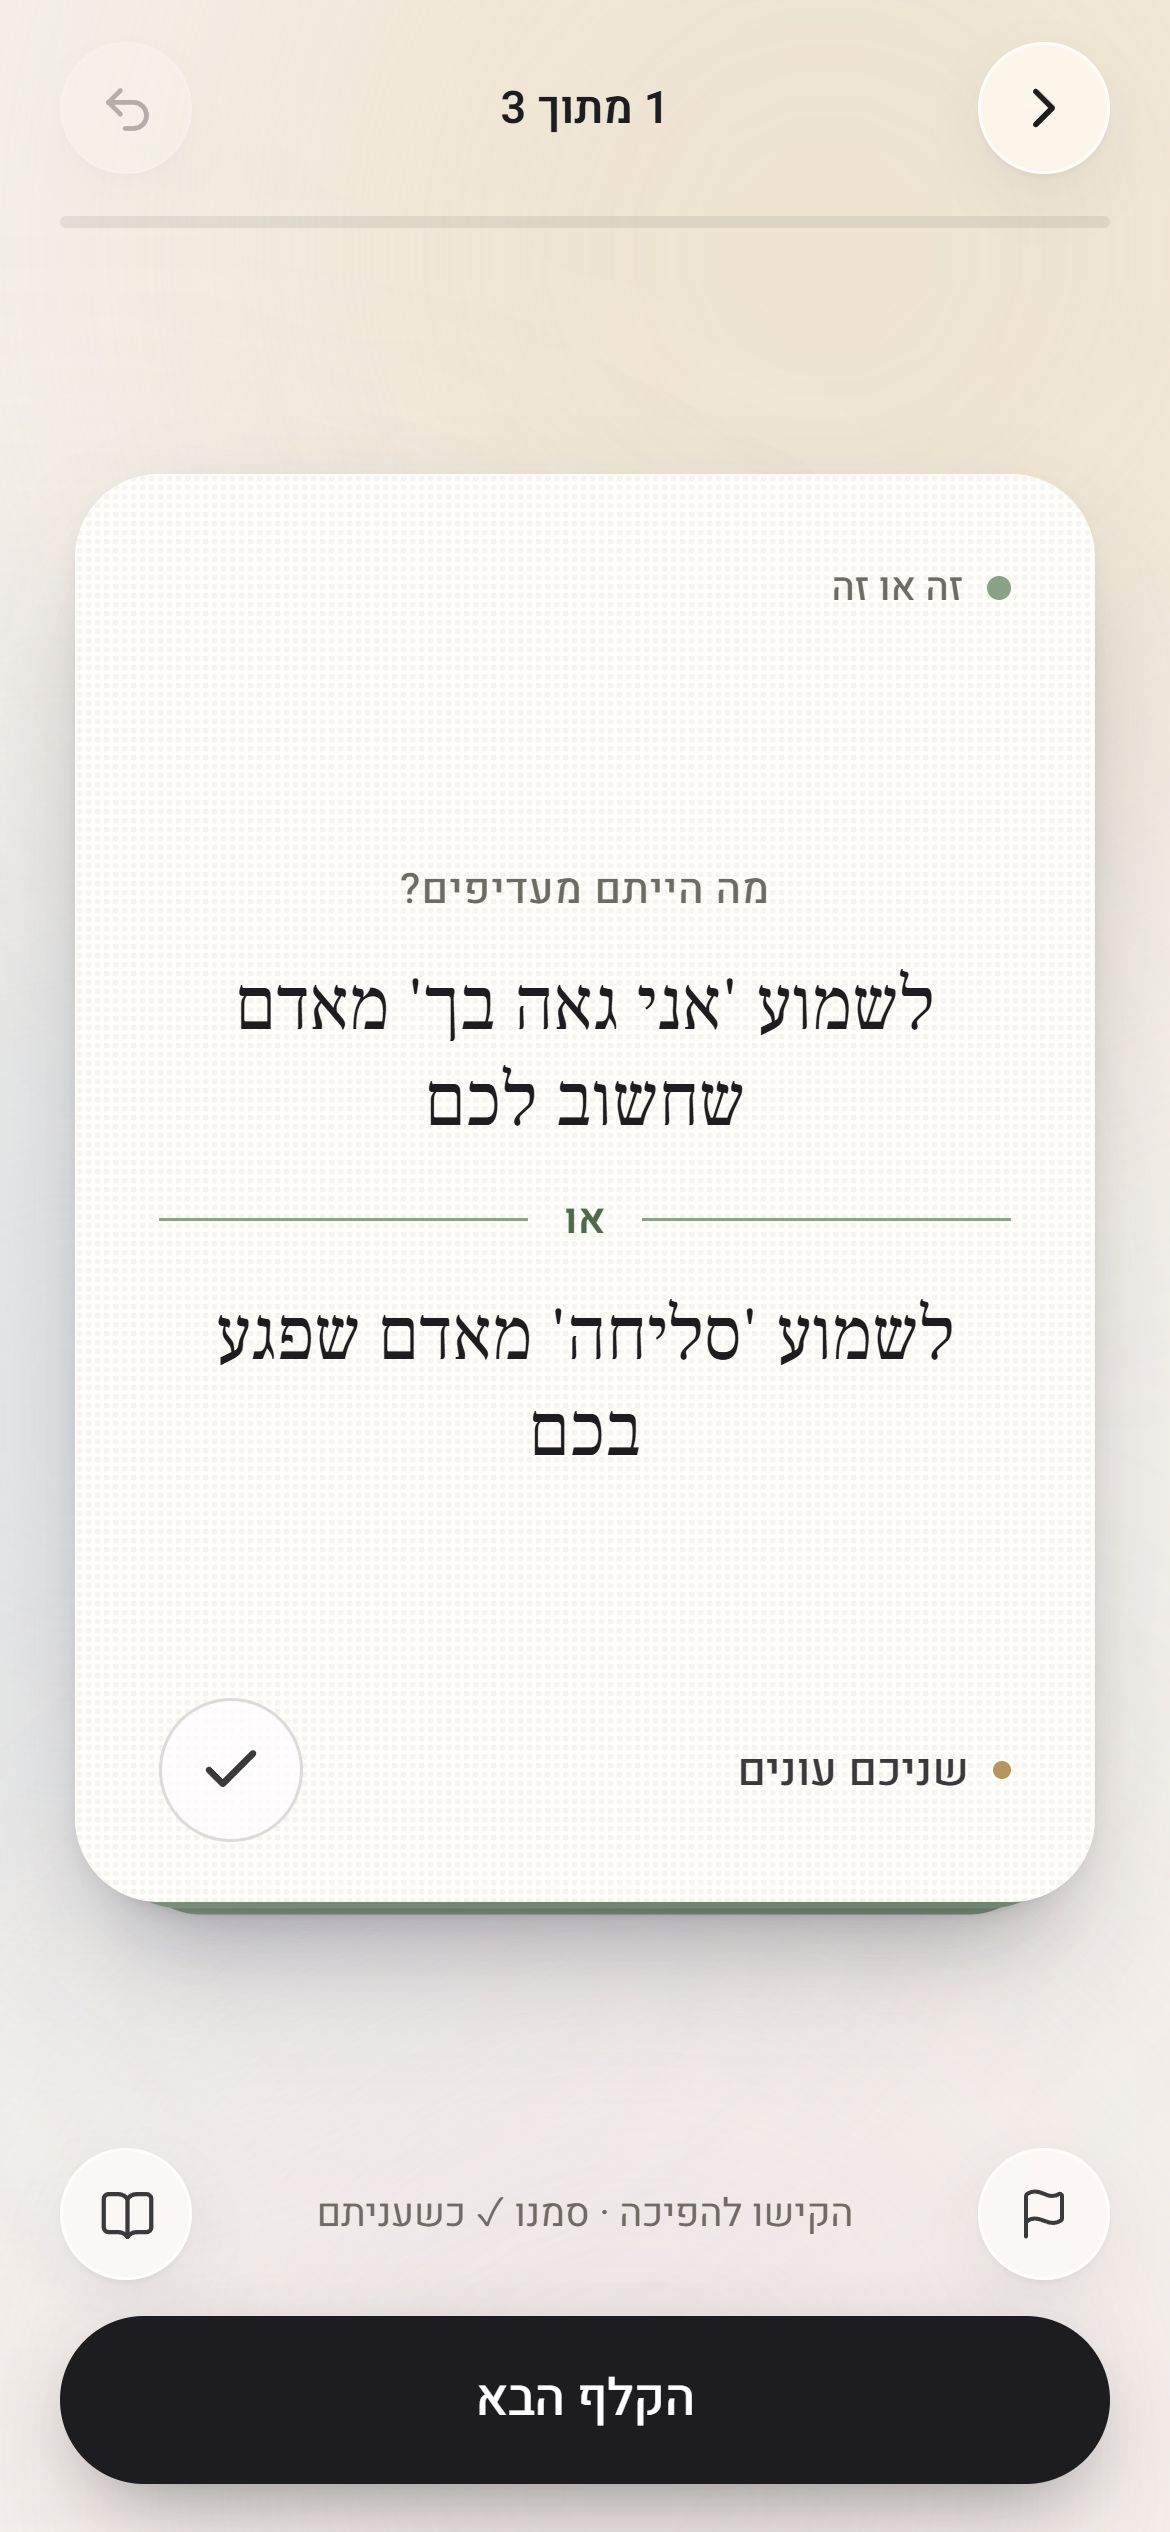 1 מתוך 3
זה או זה
מה הייתם מעדיפים?
לשמוע 'אני גאה בך' מאדם
שחשוב לכם
או
לשמוע 'סליחה' מאדם שפגע
בכם
שניכם עונים
הקישו להפיכה · סמנו ✓ כשעניתם
הקלף הבא